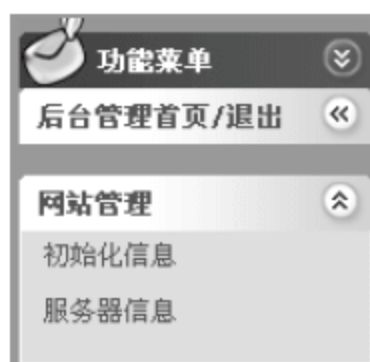 功能菜单
后台管理首页/退出
网站管理
初始化信息
服务器信息